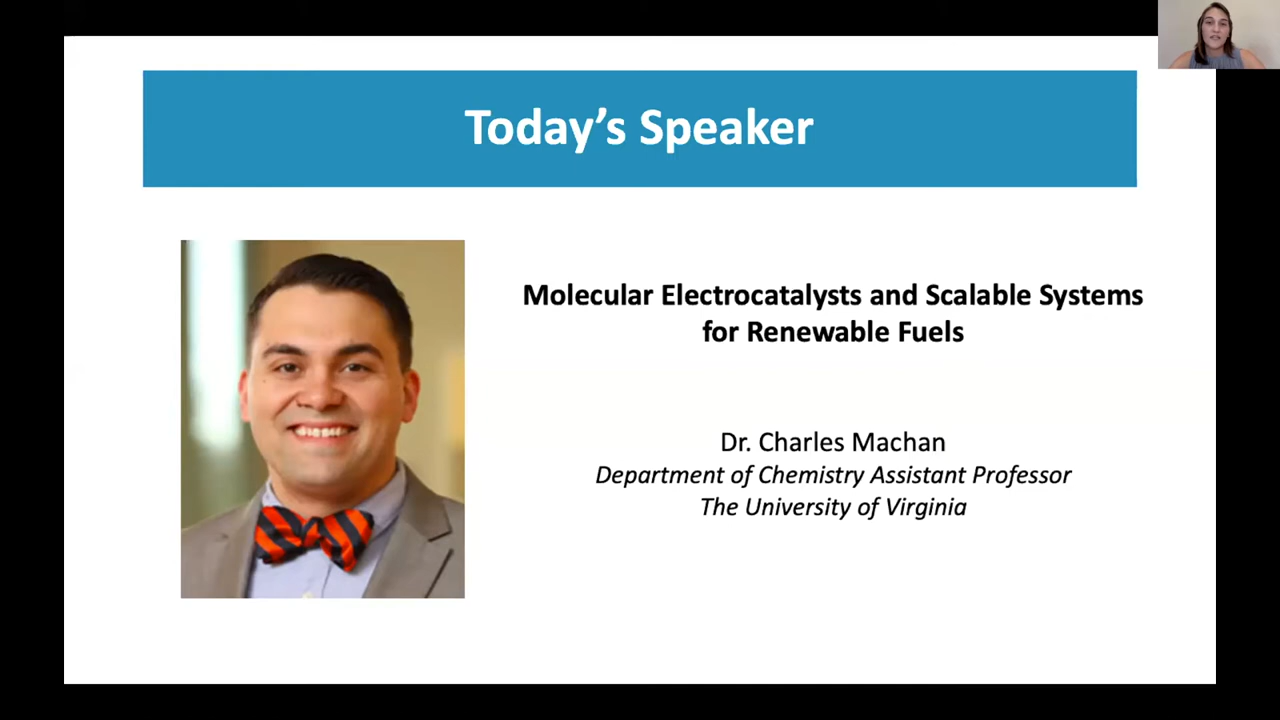 Today’s Speaker
Molecular Electrocatalysts and Scalable Systems
for Renewable Fuels
Dr. Charles Machan
Department of Chemistry Assistant Professor
The University of Virginia